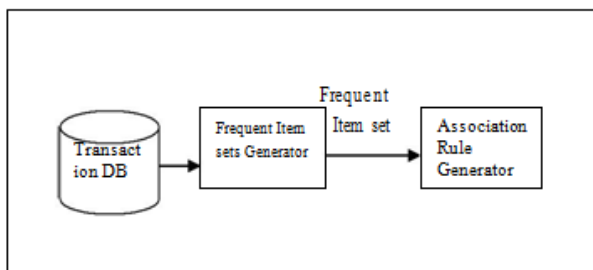 Transact
ion DB
Frequent Item
sets Generator
Frequent
Item set
Association
Rule
Generator